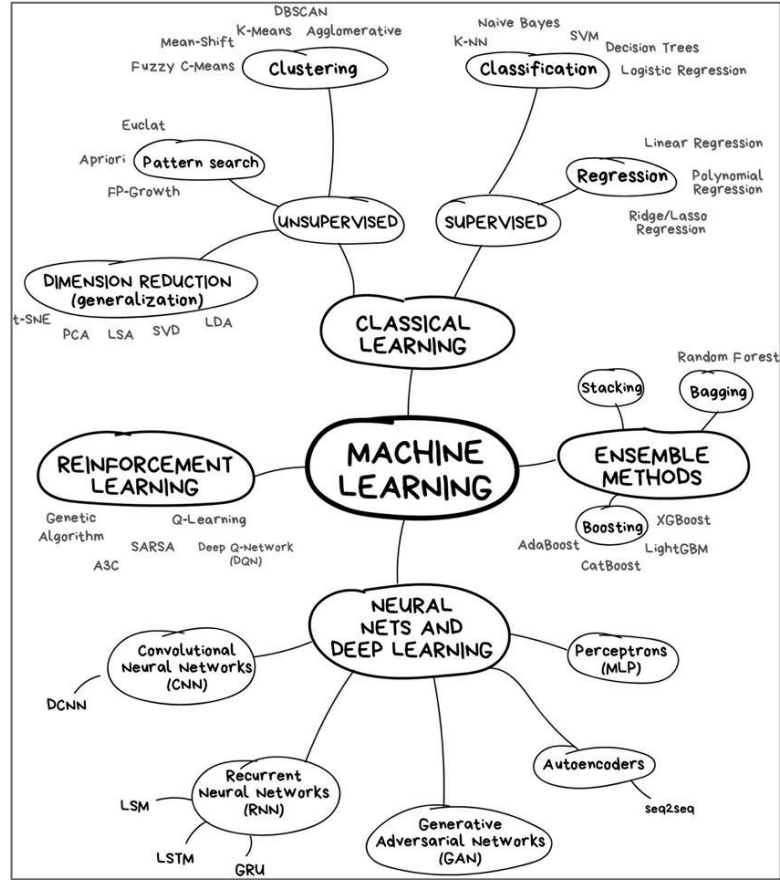 DBSCAN
K-Means
Agglomerative
Mean-Shift
Fuzzy C-Means
Clustering
Naive Bayes
SVM
K-NN
Decision Trees
Classification
Logistic Regression
Euclat
Apriori
Pattern search
FP-Growth
Linear Regression
Regression
Polynomial
Regression
Ridge/Lasso
Regression
UNSUPERVISED
SUPERVISED
DIMENSION REDUCTION
(generalization)
t-SNE
PCA
LSA
SVD
LDA
CLASSICAL
LEARNING
Random Forest
Stacking
Bagging
MACHINE
LEARNING
REINFORCEMENT
LEARNING
ENSEMBLE
METHODS
Genetic
Algorithm
Q-Learning
SARSA
Deep Q-Network
(DQN)
A3C
Boosting
XGBoost
AdaBoost
LightGBM
CatBoost
NEURAL
NETS AND
DEEP LEARNING
Convolutional
Neural Networks
(CNN)
DCNN
Perceptrons
(MLP)
Recurrent
Neural Networks
(RNN)
LSM
LSTM
GRU
Generative
Adversarial Networks
(GAN)
Autoencoders
seq2seq